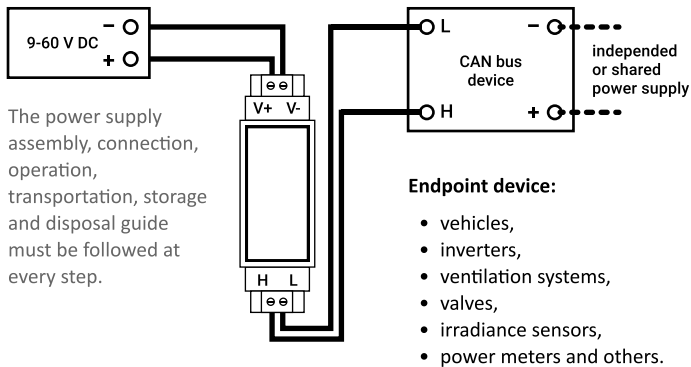 9-60 V DC
−
+
V+ V-
H L
L
H
CAN bus
device
−
+
independed
or shared
power supply
The power supply
assembly, connection,
operation,
transportation, storage
and disposal guide
must be followed at
every step.
Endpoint device:
• vehicles,
• inverters,
• ventilation systems,
• valves,
• irradiance sensors,
• power meters and others.